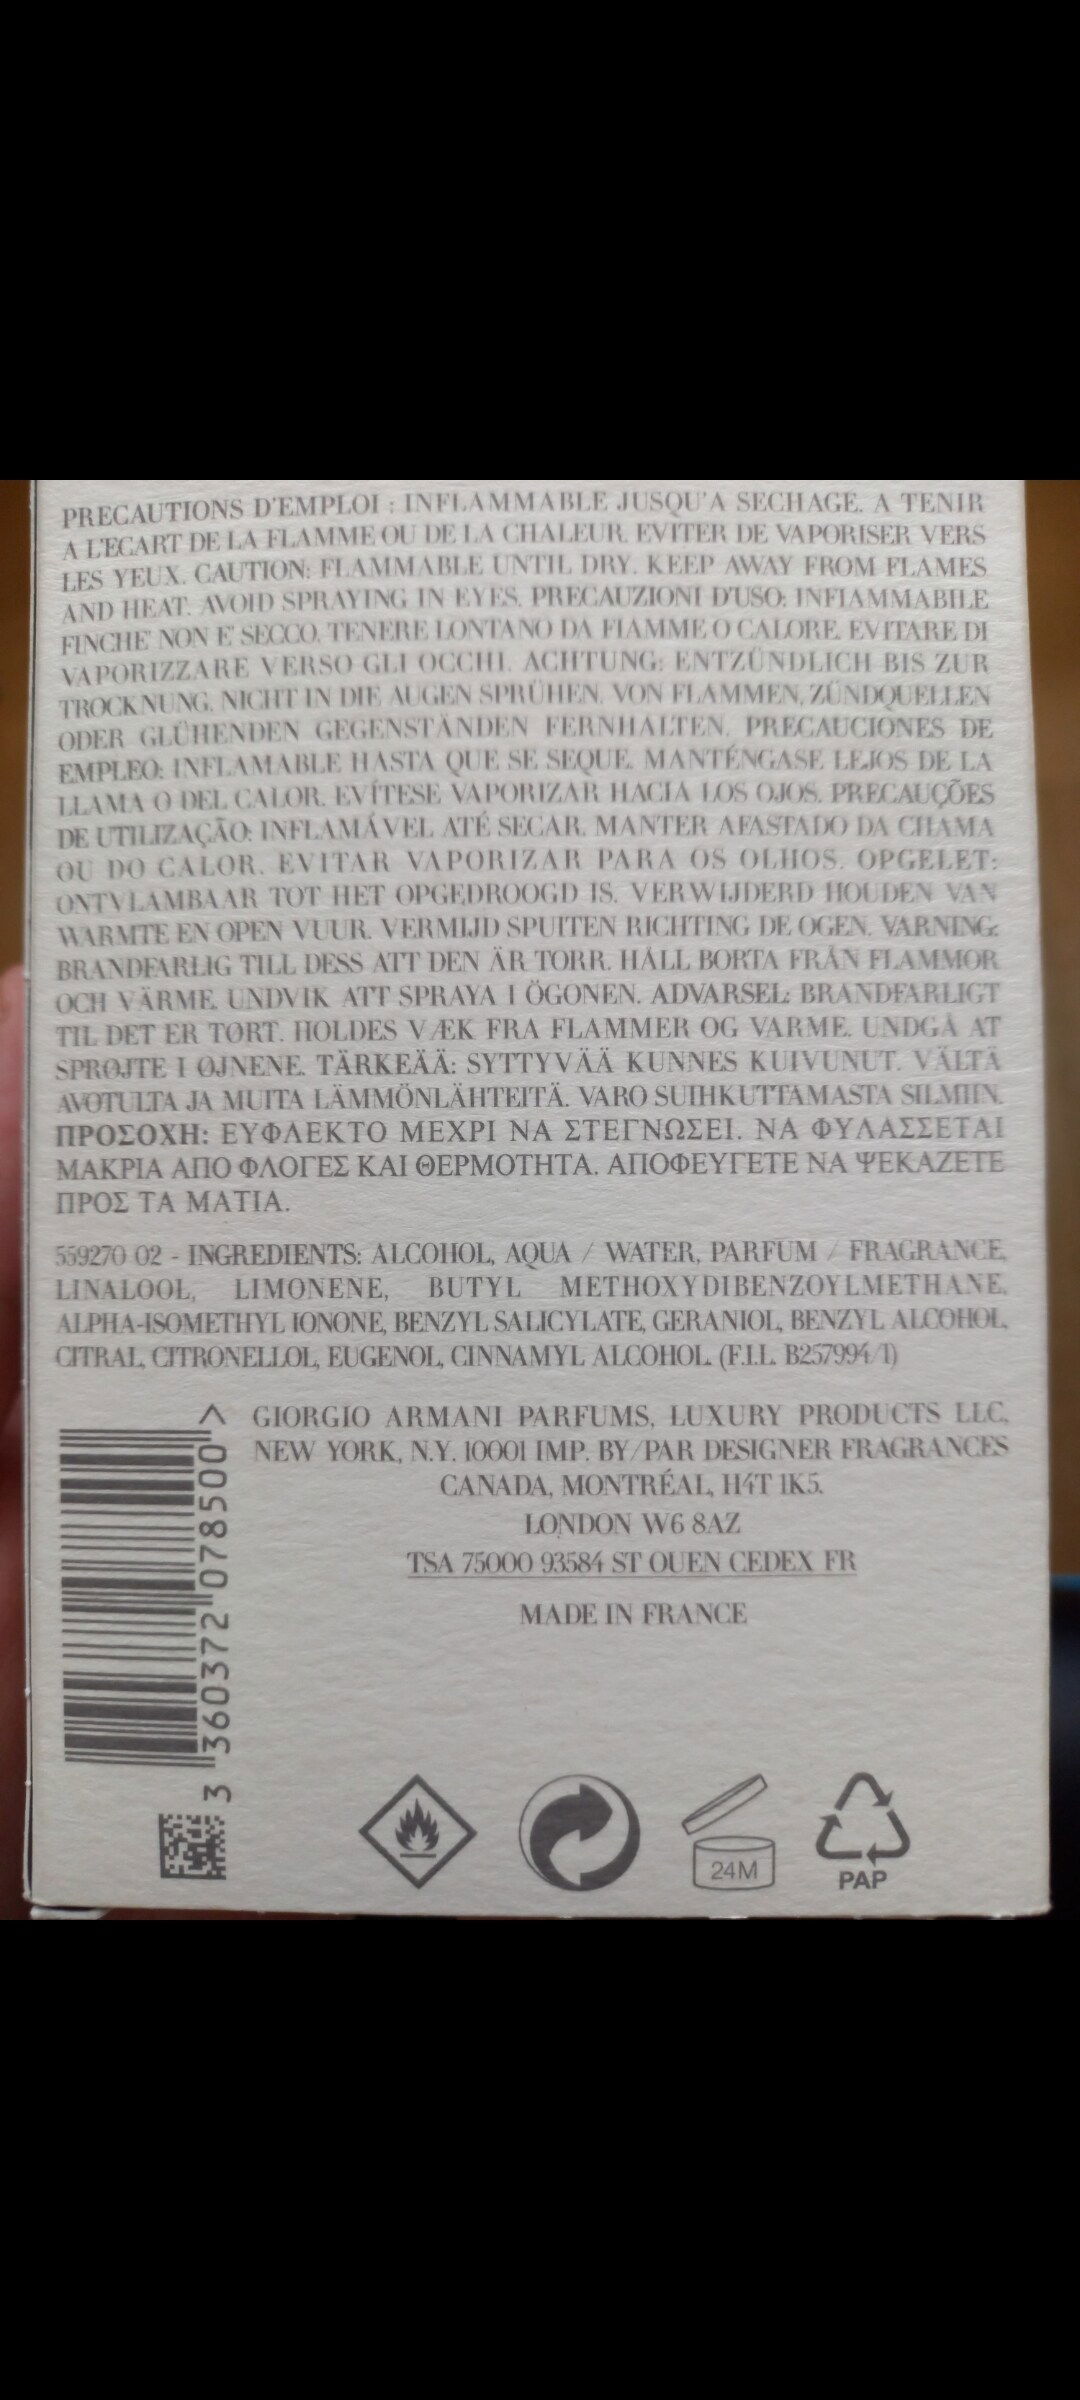 PRECAUTIONS D'EMPLOI : INFLAMMABLE JUSQU'A SECHAGE. A TENIR
A L'ECART DE LA FLAMME OU DE LA CHALEUR. EVITER DE VAPORISER VERS
LES YEUX. CAUTION: FLAMMABLE UNTIL DRY. KEEP AWAY FROM FLAMES
AND HEAT. AVOID SPRAYING IN EYES. PRECAUZIONI D'USO: INFIAMMABILE
FINCHE' NON E' SECCO. TENERE LONTANO DA FIAMME O CALORE. EVITARE DI
VAPORIZZARE VERSO GLI OCCHI. ACHTUNG: ENTZÜNDLICH BIS ZUR
TROCKNUNG. NICHT IN DIE AUGEN SPRÜHEN. VON FLAMMEN, ZÜNDQUELLEN
ODER GLÜHENDEN GEGENSTÄNDEN FERNHALTEN. PRECAUCIONES DE
EMPLEO: INFLAMABLE HASTA QUE SE SEQUE. MANTÉNGASE LEJOS DE LA
LLAMA O DEL CALOR. EVÍTESE VAPORIZAR HACIA LOS OJOS. PRECAUÇÕES
DE UTILIZAÇÃO: INFLAMÁVEL ATÉ SECAR. MANTER AFASTADO DA CHAMA
OU DO CALOR. EVITAR VAPORIZAR PARA OS OLHOS. OPGELET:
ONTVLAMBAAR TOT HET OPGEDROOGD IS. VERWIJDERD HOUDEN VAN
WARMTE EN OPEN VUUR. VERMIJD SPUITEN RICHTING DE OGEN. VARNING:
BRANDFARLIG TILL DESS ATT DEN ÄR TORR. HÅLL BORTA FRÅN FLAMMOR
OCH VÄRME. UNDVIK ATT SPRAYA I ÖGONEN. ADVARSEL: BRANDFARLIGT
TIL DET ER TØRT. HOLDES VÆK FRA FLAMMER OG VARME. UNDGÅ AT
SPRØJTE I ØJNENE. TÄRKEÄÄ: SYTTYVÄÄ KUNNES KUIVUNUT. VÄLTÄ
AVOTULTA JA MUITA LÄMMÖNLÄHTEITÄ. VARO SUIHKUTTAMASTA SILMIIN.
ΠΡΟΣΟΧΗ: ΕΥΦΛΕΚΤΟ ΜΕΧΡΙ ΝΑ ΣΤΕΓΝΩΣΕΙ. ΝΑ ΦΥΛΑΣΣΕΤΑΙ
ΜΑΚΡΙΑ ΑΠΟ ΦΛΟΓΕΣ ΚΑΙ ΘΕΡΜΟΤΗΤΑ. ΑΠΟΦΕΥΓΕΤΕ ΝΑ ΨΕΚΑΖΕΤΕ
ΠΡΟΣ ΤΑ ΜΑΤΙΑ.
559270 02 - INGREDIENTS: ALCOHOL, AQUA / WATER, PARFUM / FRAGRANCE,
LINALOOL, LIMONENE, BUTYL METHOXYDIBENZOYLMETHANE,
ALPHA-ISOMETHYL IONONE, BENZYL SALICYLATE, GERANIOL, BENZYL ALCOHOL,
CITRAL, CITRONELLOL, EUGENOL, CINNAMYL ALCOHOL. (F.I.L. B257994/1)
GIORGIO ARMANI PARFUMS, LUXURY PRODUCTS LLC,
NEW YORK, N.Y. 10001 IMP. BY/PAR DESIGNER FRAGRANCES
CANADA, MONTRÉAL, H4T 1K5.
LONDON W6 8AZ
TSA 75000 93584 ST OUEN CEDEX FR
MADE IN FRANCE
3 360372 078500 >
24M
PAP